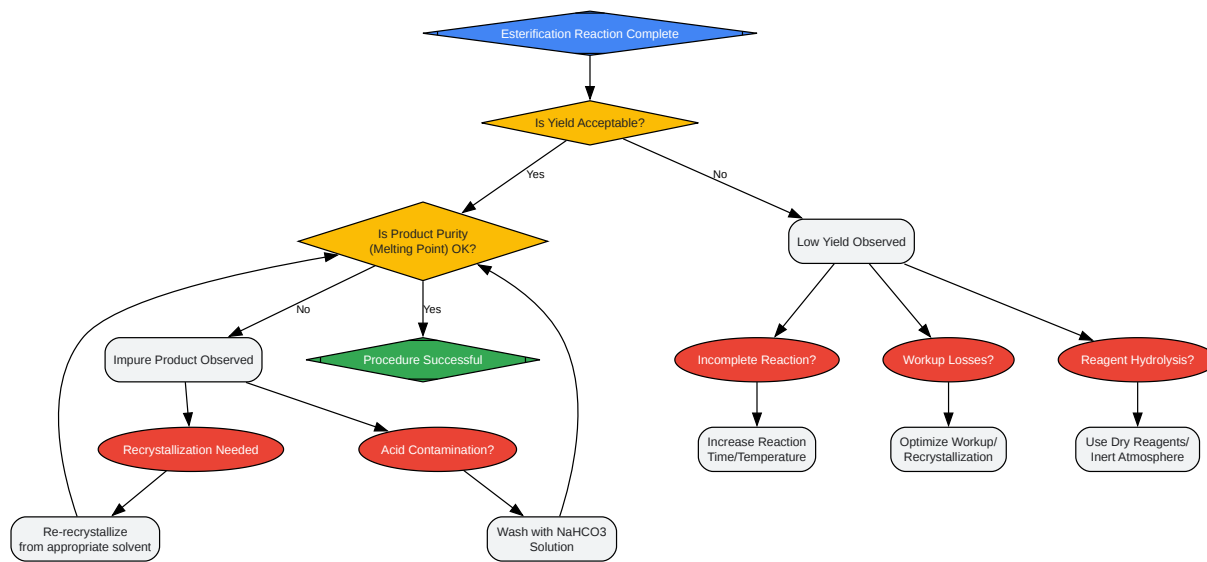 Esterification Reaction Complete
Is Yield Acceptable?
Yes
No
Is Product Purity
(Melting Point) OK?
Low Yield Observed
No
Yes
Impure Product Observed
Procedure Successful
Incomplete Reaction?
Workup Losses?
Reagent Hydrolysis?
Recrystallization Needed
Acid Contamination?
Increase Reaction
Time/Temperature
Optimize Workup/
Recrystallization
Use Dry Reagents/
Inert Atmosphere
Re-recrystallize
from appropriate solvent
Wash with NaHCO3
Solution